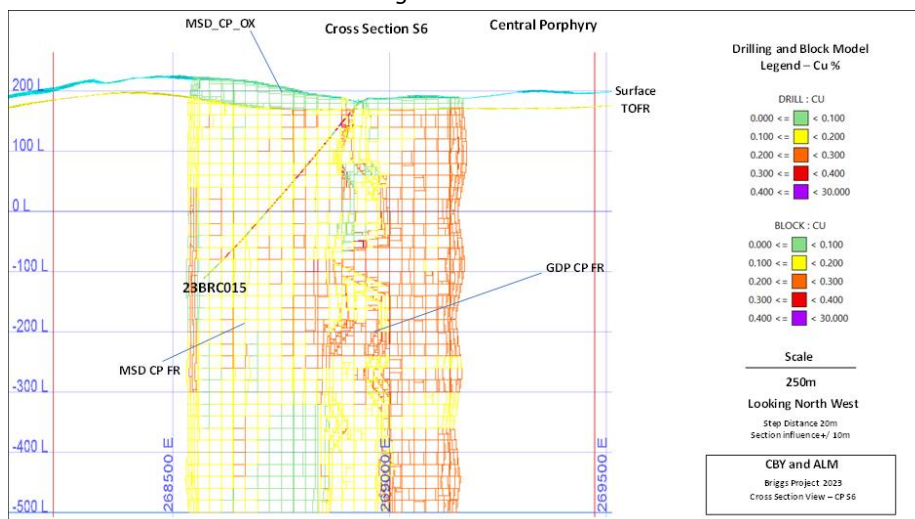 MSD_CP_OX
Cross Section S6
Central Porphyry
200 L
100 L
0 L
-100 L
-200 L
-300 L
-400 L
-500 L
Surface
TOFR
23BRC015
GDP CP FR
MSD CP FR
268500 E
269000 E
269500 E
Drilling and Block Model
Legend – Cu %
DRILL : CU
0.000 <= < 0.100
0.100 <= < 0.200
0.200 <= < 0.300
0.300 <= < 0.400
0.400 <= < 30.000
BLOCK : CU
0.000 <= < 0.100
0.100 <= < 0.200
0.200 <= < 0.300
0.300 <= < 0.400
0.400 <= < 30.000
Scale
250m
Looking North West
Step Distance 20m
Section influence+/ 10m
CBY and ALM
Briggs Project 2023
Cross Section View – CP S6